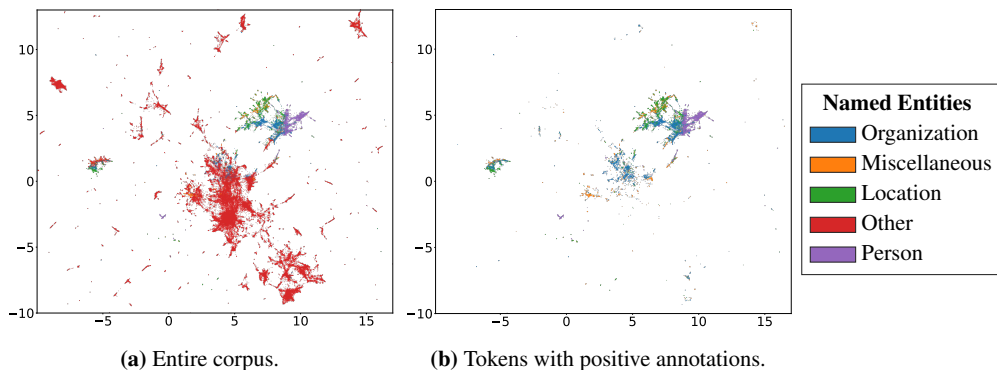 10
5
0
−5
−10
−5
0
5
10
15
(a) Entire corpus.
10
5
0
−5
−10
−5
0
5
10
15
(b) Tokens with positive annotations.
Named Entities
Organization
Miscellaneous
Location
Other
Person